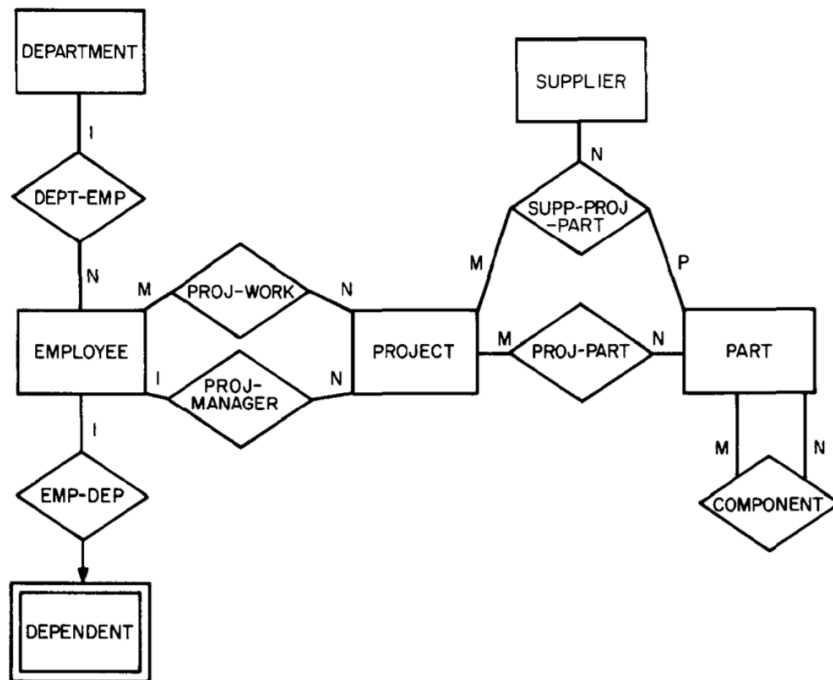 DEPARTMENT
SUPPLIER
1
N
DEPT-EMP
SUPP-PROJ
-PART
N
M
P
M
PROJ-WORK
N
EMPLOYEE
PROJECT
M
PROJ-PART
N
PART
1
PROJ-
MANAGER
N
1
M
N
EMP-DEP
COMPONENT
DEPENDENT